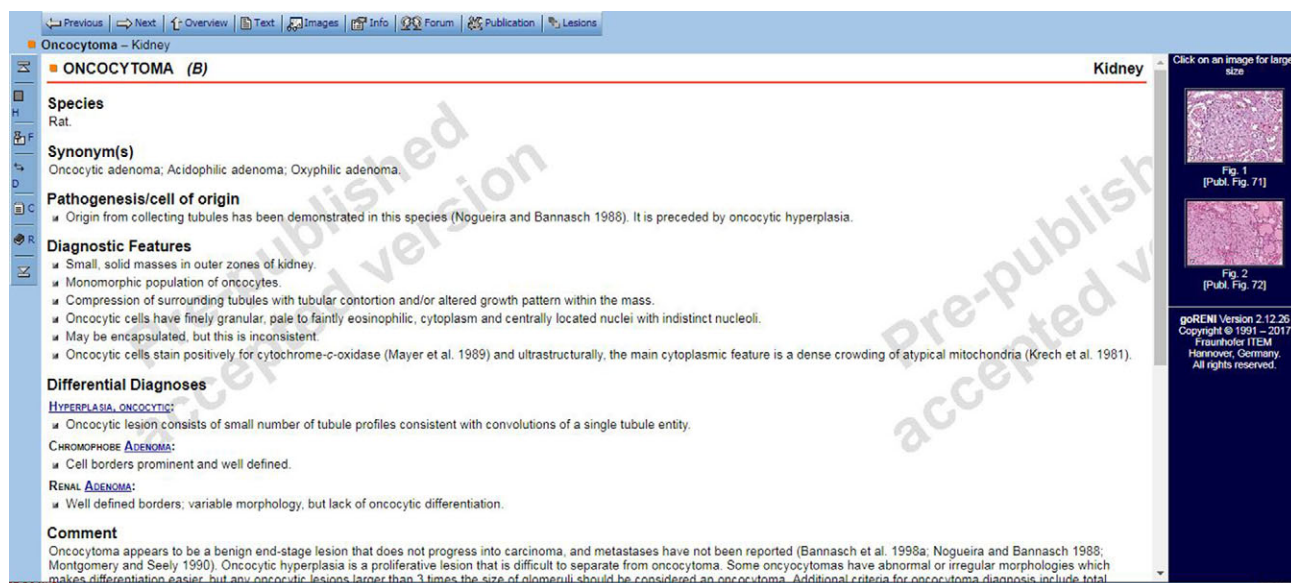 Previous Next Overview Text Images Info Forum Publication Lesions
Oncocytoma – Kidney
ONCOCYTOMA (B) Kidney
Species
Rat.
Synonym(s)
Oncocytic adenoma; Acidophilic adenoma; Oxyphilic adenoma.
Pathogenesis/cell of origin
Origin from collecting tubules has been demonstrated in this species (Nogueira and Bannasch 1988). It is preceded by oncocytic hyperplasia.
Diagnostic Features
Small, solid masses in outer zones of kidney.
Monomorphic population of oncocytes.
Compression of surrounding tubules with tubular contortion and/or altered growth pattern within the mass.
Oncocytic cells have finely granular, pale to faintly eosinophilic, cytoplasm and centrally located nuclei with indistinct nucleoli.
May be encapsulated, but this is inconsistent.
Oncocytic cells stain positively for cytochrome-c-oxidase (Mayer et al. 1989) and ultrastructurally, the main cytoplasmic feature is a dense crowding of atypical mitochondria (Krech et al. 1981).
Differential Diagnoses
HYPERPLASIA, ONCOCYTIC:
Oncocytic lesion consists of small number of tubule profiles consistent with convolutions of a single tubule entity.
CHROMOPHOBE ADENOMA:
Cell borders prominent and well defined.
RENAL ADENOMA:
Well defined borders; variable morphology, but lack of oncocytic differentiation.
Comment
Oncocytoma appears to be a benign end-stage lesion that does not progress into carcinoma, and metastases have not been reported (Bannasch et al. 1998a; Nogueira and Bannasch 1988;
Montgomery and Seely 1990). Oncocytic hyperplasia is a proliferative lesion that is difficult to separate from oncocytoma. Some oncyocytomas have abnormal or irregular morphologies which
makes differentiation easier, but any oncocytic lesions larger than 3 times the size of glomeruli should be considered an oncocytoma. Additional criteria for oncocytoma diagnosis include total
H
F
D
C
R
Pre-published
accepted version
Pre-publish
accepted v
Click on an image for large
size
Fig. 1
[Publ. Fig. 71]
Fig. 2
[Publ. Fig. 72]
goRENI Version 2.12.26
Copyright © 1991 – 2017
Fraunhofer ITEM
Hannover, Germany.
All rights reserved.